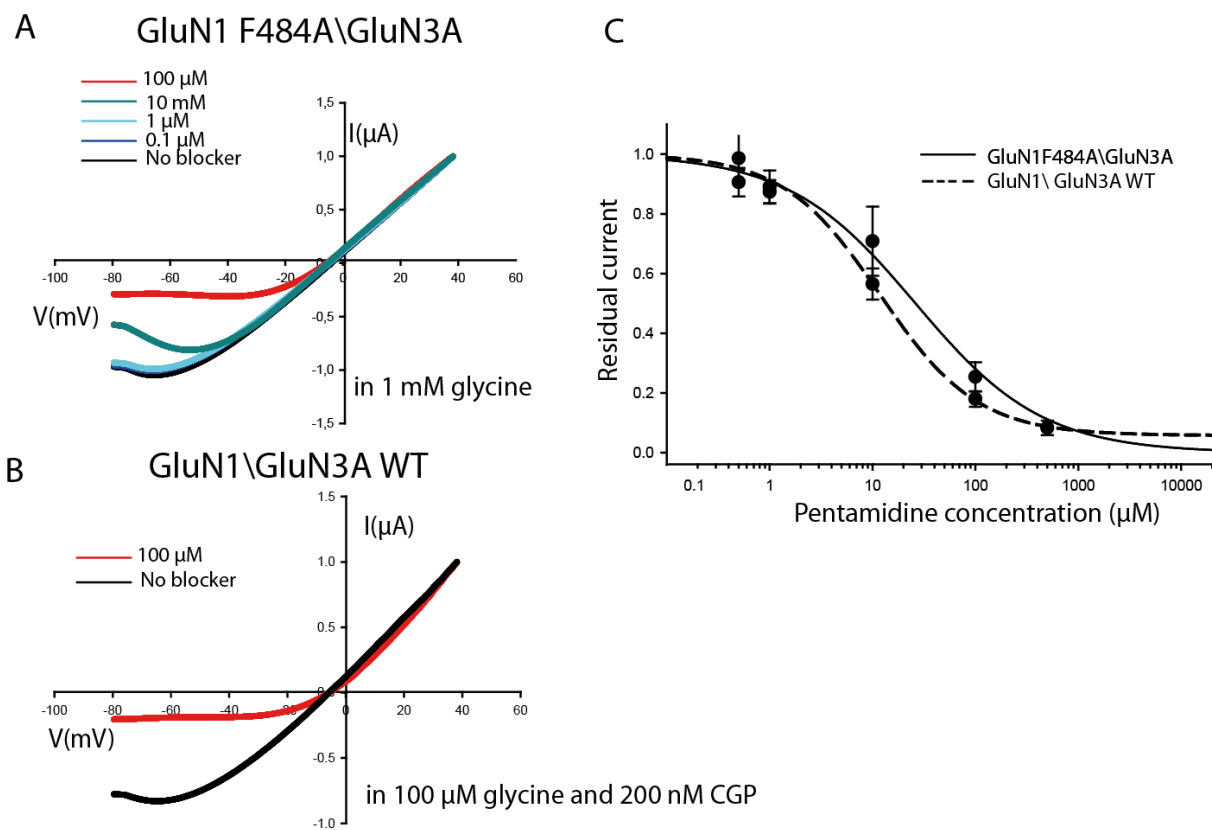 A
GluN1 F484A\GluN3A
100 µM
10 mM
1 µM
0.1 µM
No blocker
I(µA)
1,5
1,0
0,5
-100 -80 -60 -40 -20 0 20 40 60
V(mV)
-0,5
-1,0
-1,5
in 1 mM glycine
B
GluN1\GluN3A WT
100 µM
No blocker
I(µA)
1.5
1.0
0.5
-100 -80 -60 -40 -20 0 20 40 60
V(mV)
-0.5
-1.0
in 100 µM glycine and 200 nM CGP
C
GluN1F484A\GluN3A
GluN1\ GluN3A WT
Residual current
1.0
0.8
0.6
0.4
0.2
0.0
0.1 1 10 100 1000 10000
Pentamidine concentration (µM)